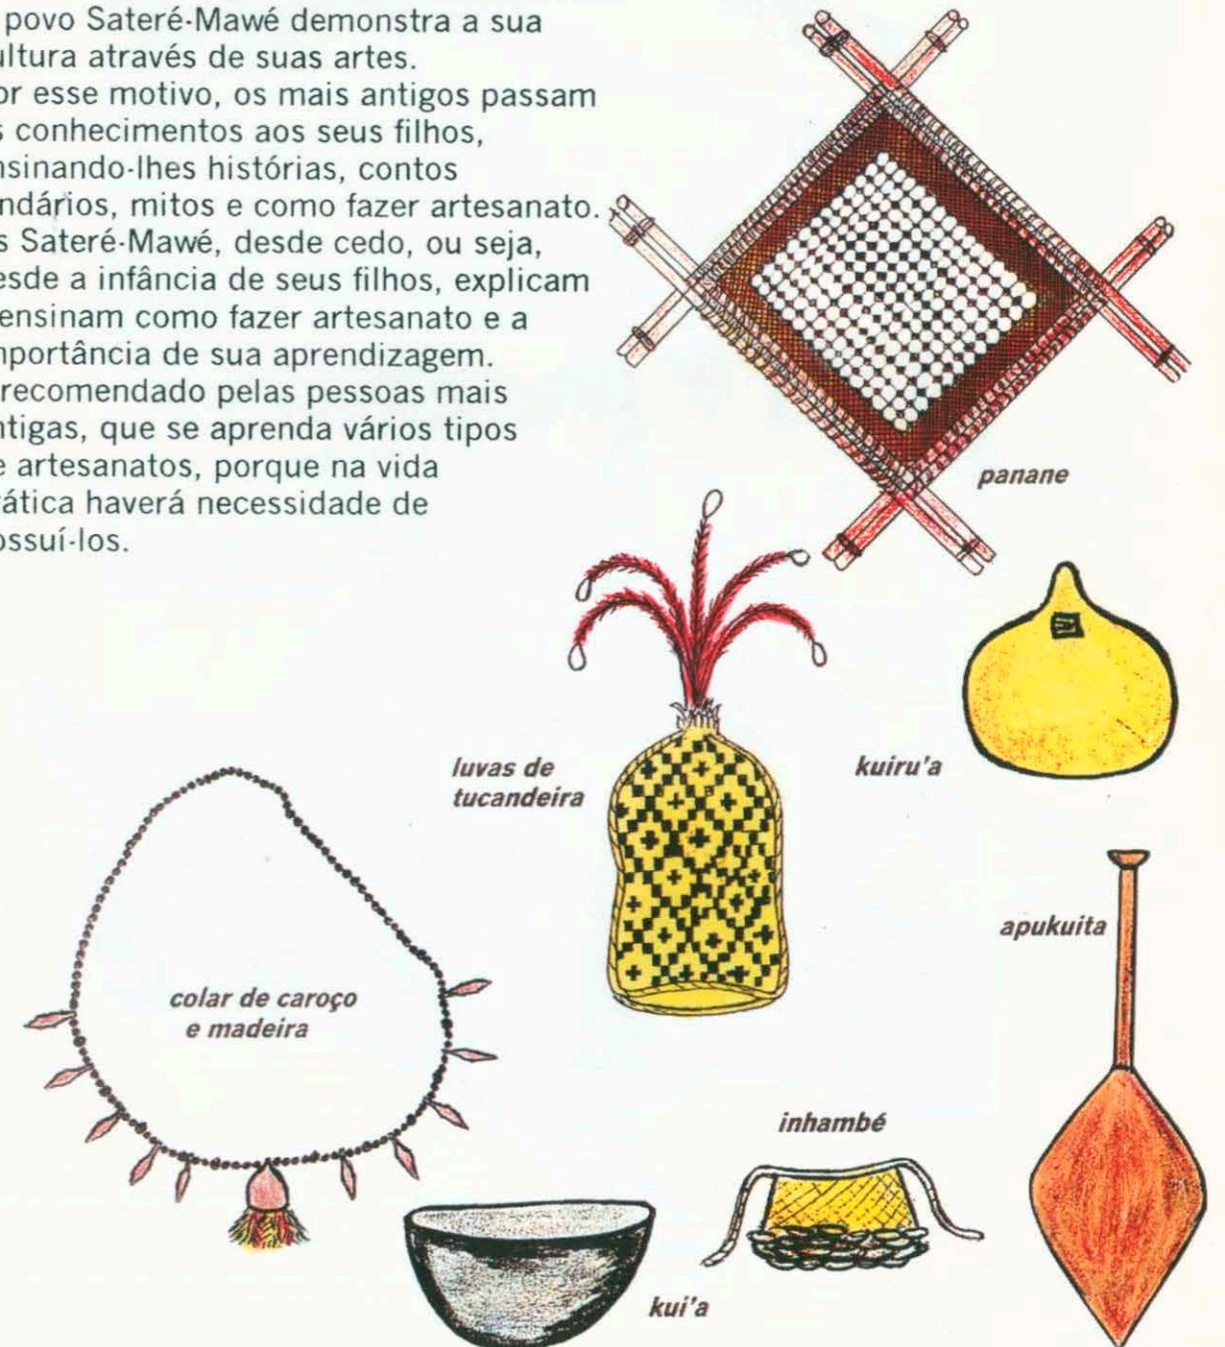 povo Sateré-Mawé demonstra a sua
ultura através de suas artes.
or esse motivo, os mais antigos passam
s conhecimentos aos seus filhos,
nsinando-lhes histórias, contos
ndários, mitos e como fazer artesanato.
s Sateré-Mawé, desde cedo, ou seja,
esde a infância de seus filhos, explicam
ensinam como fazer artesanato e a
mportância de sua aprendizagem.
recomendado pelas pessoas mais
ntigas, que se aprenda vários tipos
e artesanatos, porque na vida
rática haverá necessidade de
ossuí-los.
panane
luvas de
tucandeira
kuiru'a
apukuita
colar de caroço
e madeira
inhambé
kui'a